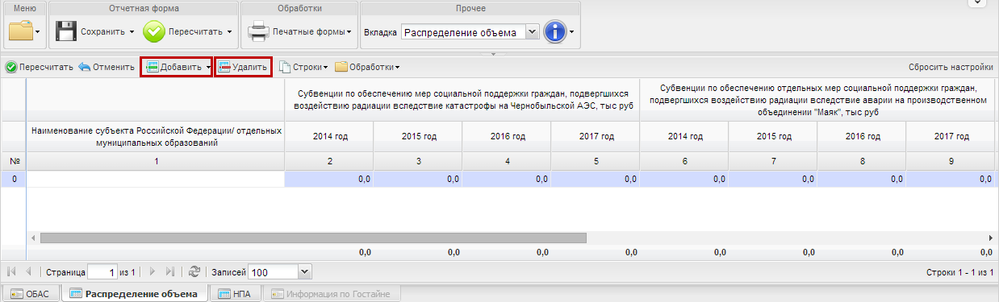 Меню
Отчетная форма
Обработки
Прочее
Сохранить
Пересчитать
Печатные формы
Вкладка
Распределение объема
Пересчитать Отменить Добавить Удалить Строки Обработки Сбросить настройки
Субвенции по обеспечению мер социальной поддержки граждан, подвергшихся
воздействию радиации вследствие катастрофы на Чернобыльской АЭС, тыс руб
Субвенции по обеспечению отдельных мер социальной поддержки граждан,
подвергшихся воздействию радиации вследствие аварии на производственном
объединении "Маяк", тыс руб
Наименование субъекта Российской Федерации/ отдельных
муниципальных образований
2014 год 2015 год 2016 год 2017 год 2014 год 2015 год 2016 год 2017 год
№ 1 2 3 4 5 6 7 8 9
0 0,0 0,0 0,0 0,0 0,0 0,0 0,0 0,0
0,0 0,0 0,0 0,0 0,0 0,0 0,0 0,0
Страница 1 из 1 Записей 100 Строки 1 - 1 из 1
ОБАС Распределение объема НПА Информация по Гостайне